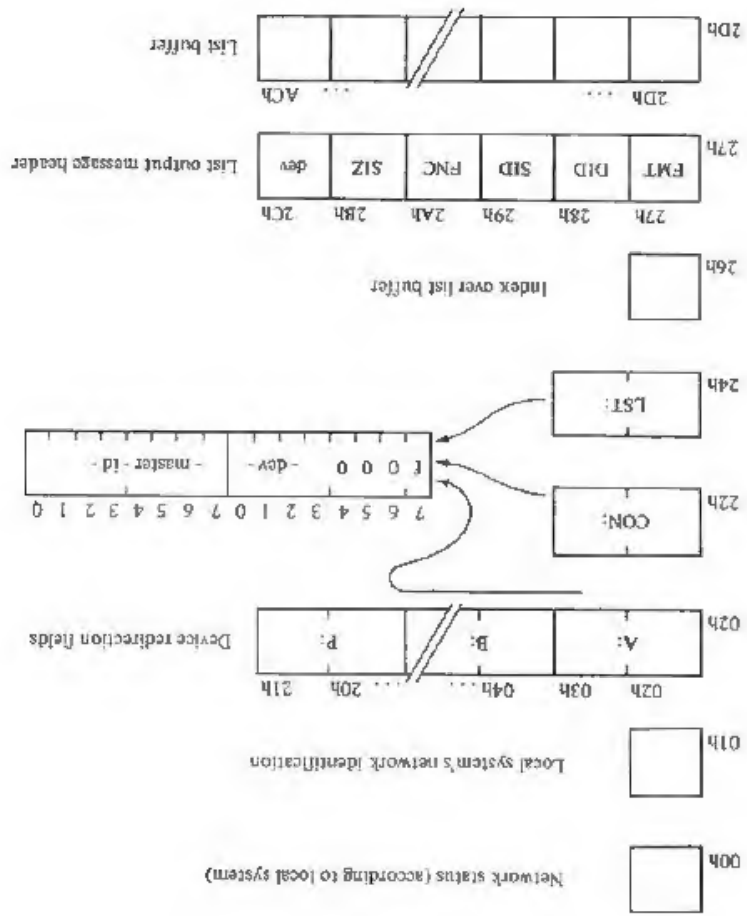 Network status (according to local system)
00h
Local system's network identification
01h
02h 03h 04h .... .... 20h 21h
02h A: B: P: Device redirection fields
22h CON:
7 6 5 4 3 2 1 0 7 6 5 4 3 2 1 0
f 0 0 0 - dev - - master - id -
24h LST:
26h Index over list buffer
27h 28h 29h 2Ah 2Bh 2Ch
27h FMT DID SID FNC SIZ dev List output message header
2Dh .... .... ACh
2Dh List buffer